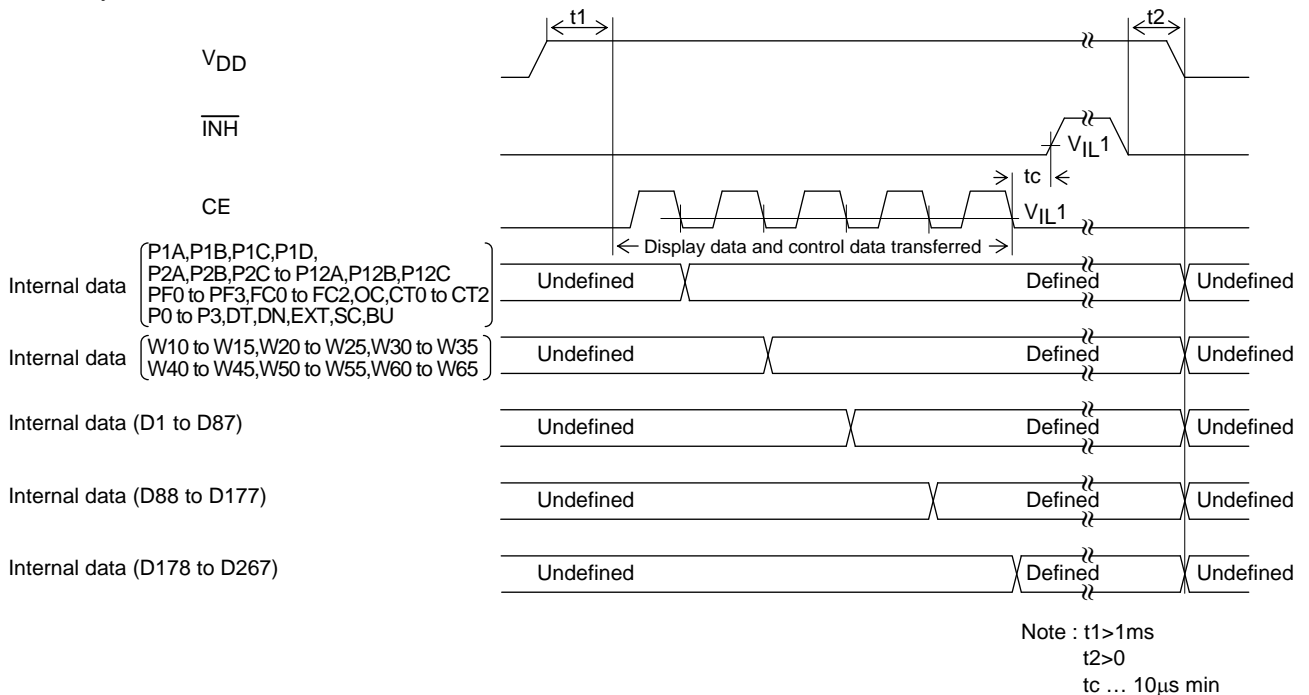 t1
t2
VDD
INH
VIL1
tc
CE
VIL1
Display data and control data transferred
Internal data
P1A,P1B,P1C,P1D,
P2A,P2B,P2C to P12A,P12B,P12C
PF0 to PF3,FC0 to FC2,OC,CT0 to CT2
P0 to P3,DT,DN,EXT,SC,BU
Undefined
Defined
Undefined
Internal data
W10 to W15,W20 to W25,W30 to W35
W40 to W45,W50 to W55,W60 to W65
Undefined
Defined
Undefined
Internal data (D1 to D87)
Undefined
Defined
Undefined
Internal data (D88 to D177)
Undefined
Defined
Undefined
Internal data (D178 to D267)
Undefined
Defined
Undefined
Note : t1>1ms
t2>0
tc … 10μs min